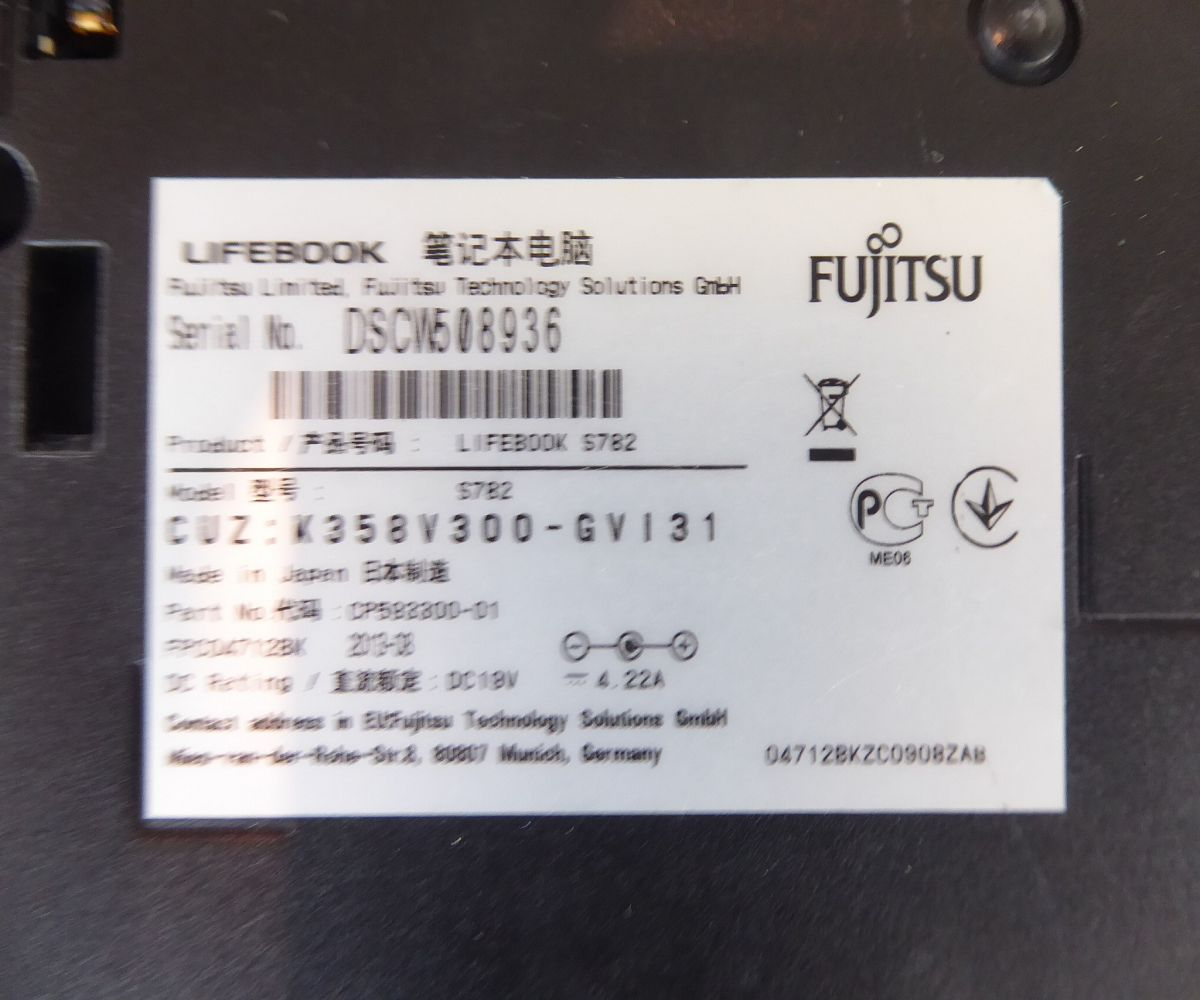 LIFEBOOK 笔记本电脑
FUJITSU
Fujitsu Limited, Fujitsu Technology Solutions GmbH
Serial No. DSCW508936
Product / 产品号码 : LIFEBOOK S782
Model 型号 : S782
CUZ:K358V300-GVI31
PCT
ME06
Made in Japan 日本制造
Part No 代码 : CP582300-01
FPC04712BK 2013-08
DC Rating / 直流额定 : DC19V ⎓ 4.22A
Contact address in EU:Fujitsu Technology Solutions GmbH
Mies-van-der-Rohe-Str.8, 80807 Munich, Germany
04712BKZC0908ZAB